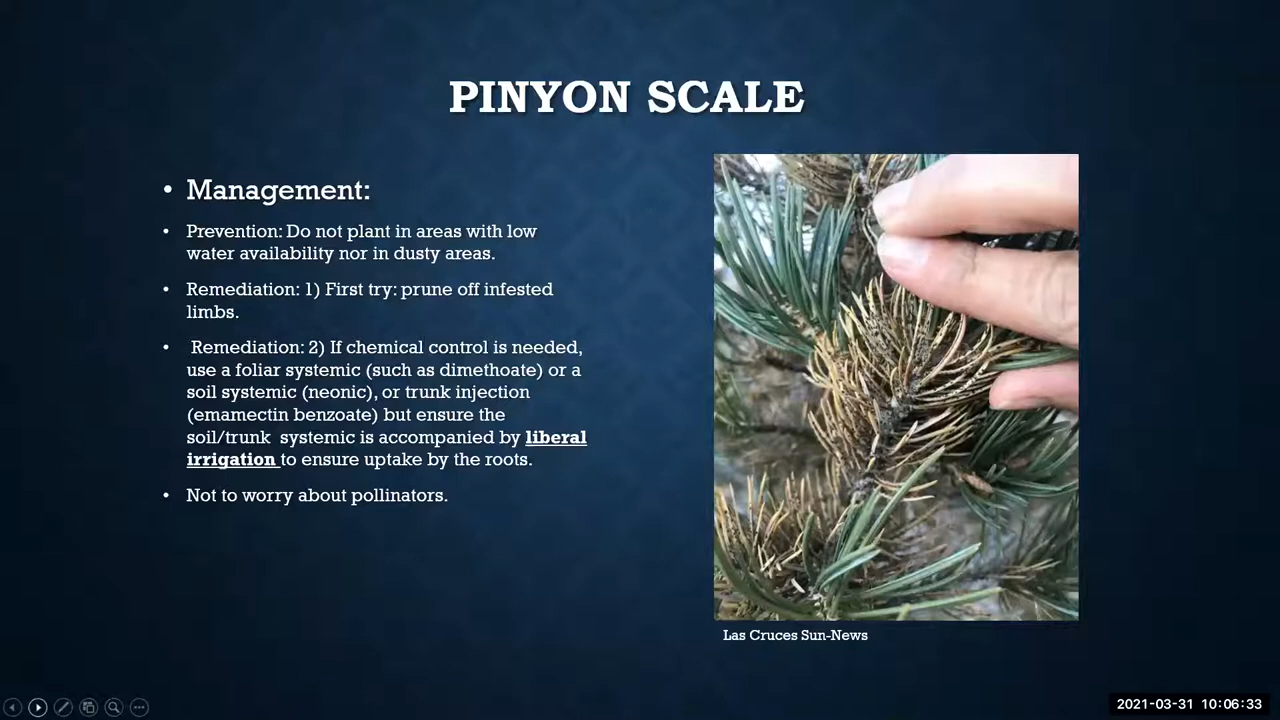 PINYON SCALE
• Management:
• Prevention: Do not plant in areas with low
water availability nor in dusty areas.
• Remediation: 1) First try: prune off infested
limbs.
• Remediation: 2) If chemical control is needed,
use a foliar systemic (such as dimethoate) or a
soil systemic (neonic), or trunk injection
(emamectin benzoate) but ensure the
soil/trunk systemic is accompanied by liberal
irrigation to ensure uptake by the roots.
• Not to worry about pollinators.
Las Cruces Sun-News
2021-03-31 10:06:33